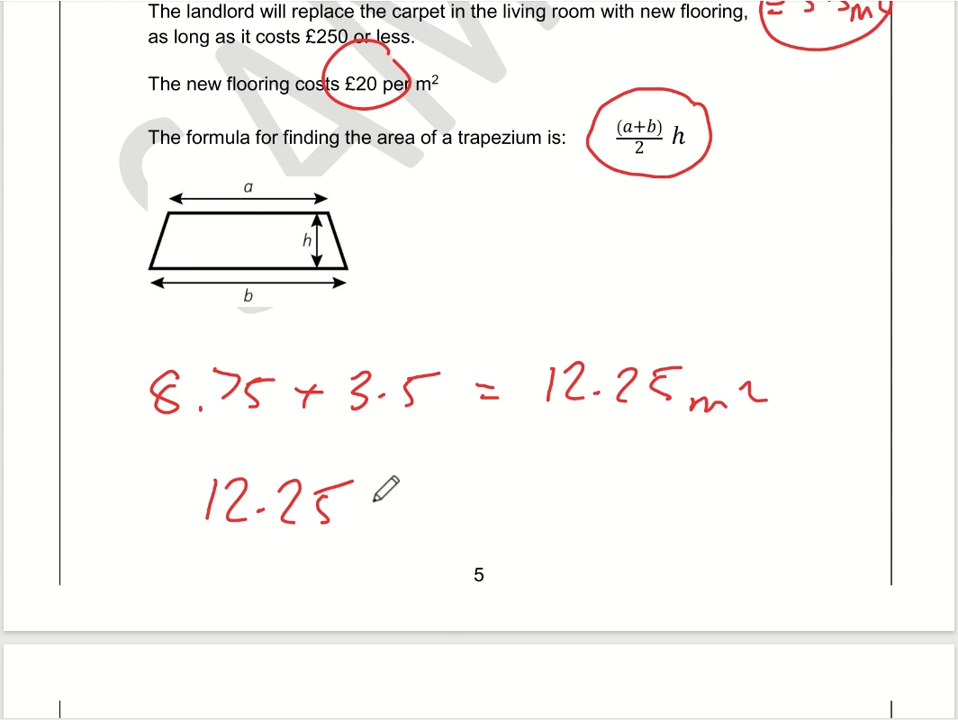 The landlord will replace the carpet in the living room with new flooring,
as long as it costs £250 or less.
The new flooring costs £20 per m²
The formula for finding the area of a trapezium is: (a+b)/2 h
a
h
b
8.75 + 3.5 = 12.25 m²
12.25
5